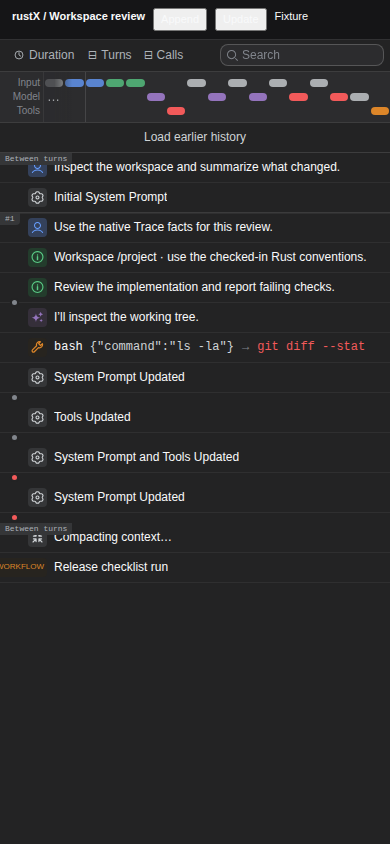 rustX / Workspace review Fixture
Duration Turns Calls Search
Input
Model ...
Tools
Load earlier history
Between turns
Inspect the workspace and summarize what changed.
Initial System Prompt
#1
Use the native Trace facts for this review.
Workspace /project · use the checked-in Rust conventions.
Review the implementation and report failing checks.
I'll inspect the working tree.
bash {"command":"ls -la"} → git diff --stat
System Prompt Updated
Tools Updated
System Prompt and Tools Updated
System Prompt Updated
Between turns
Compacting context…
WORKFLOW Release checklist run